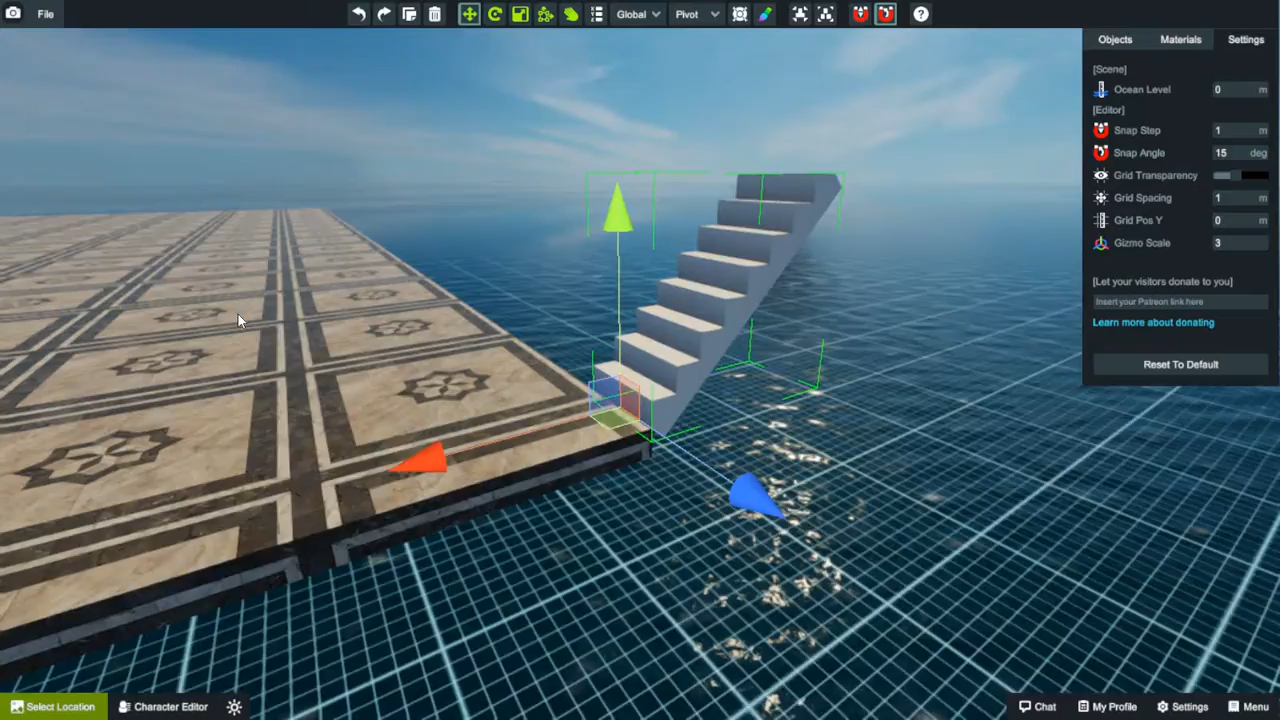 File
Global
Pivot
?
Objects Materials Settings
[Scene]
Ocean Level 0 m
[Editor]
Snap Step 1 m
Snap Angle 15 deg
Grid Transparency
Grid Spacing 1 m
Grid Pos Y 0 m
Gizmo Scale 3
[Let your visitors donate to you]
Insert your Patreon link here
Learn more about donating
Reset To Default
Select Location Character Editor Chat My Profile Settings Menu